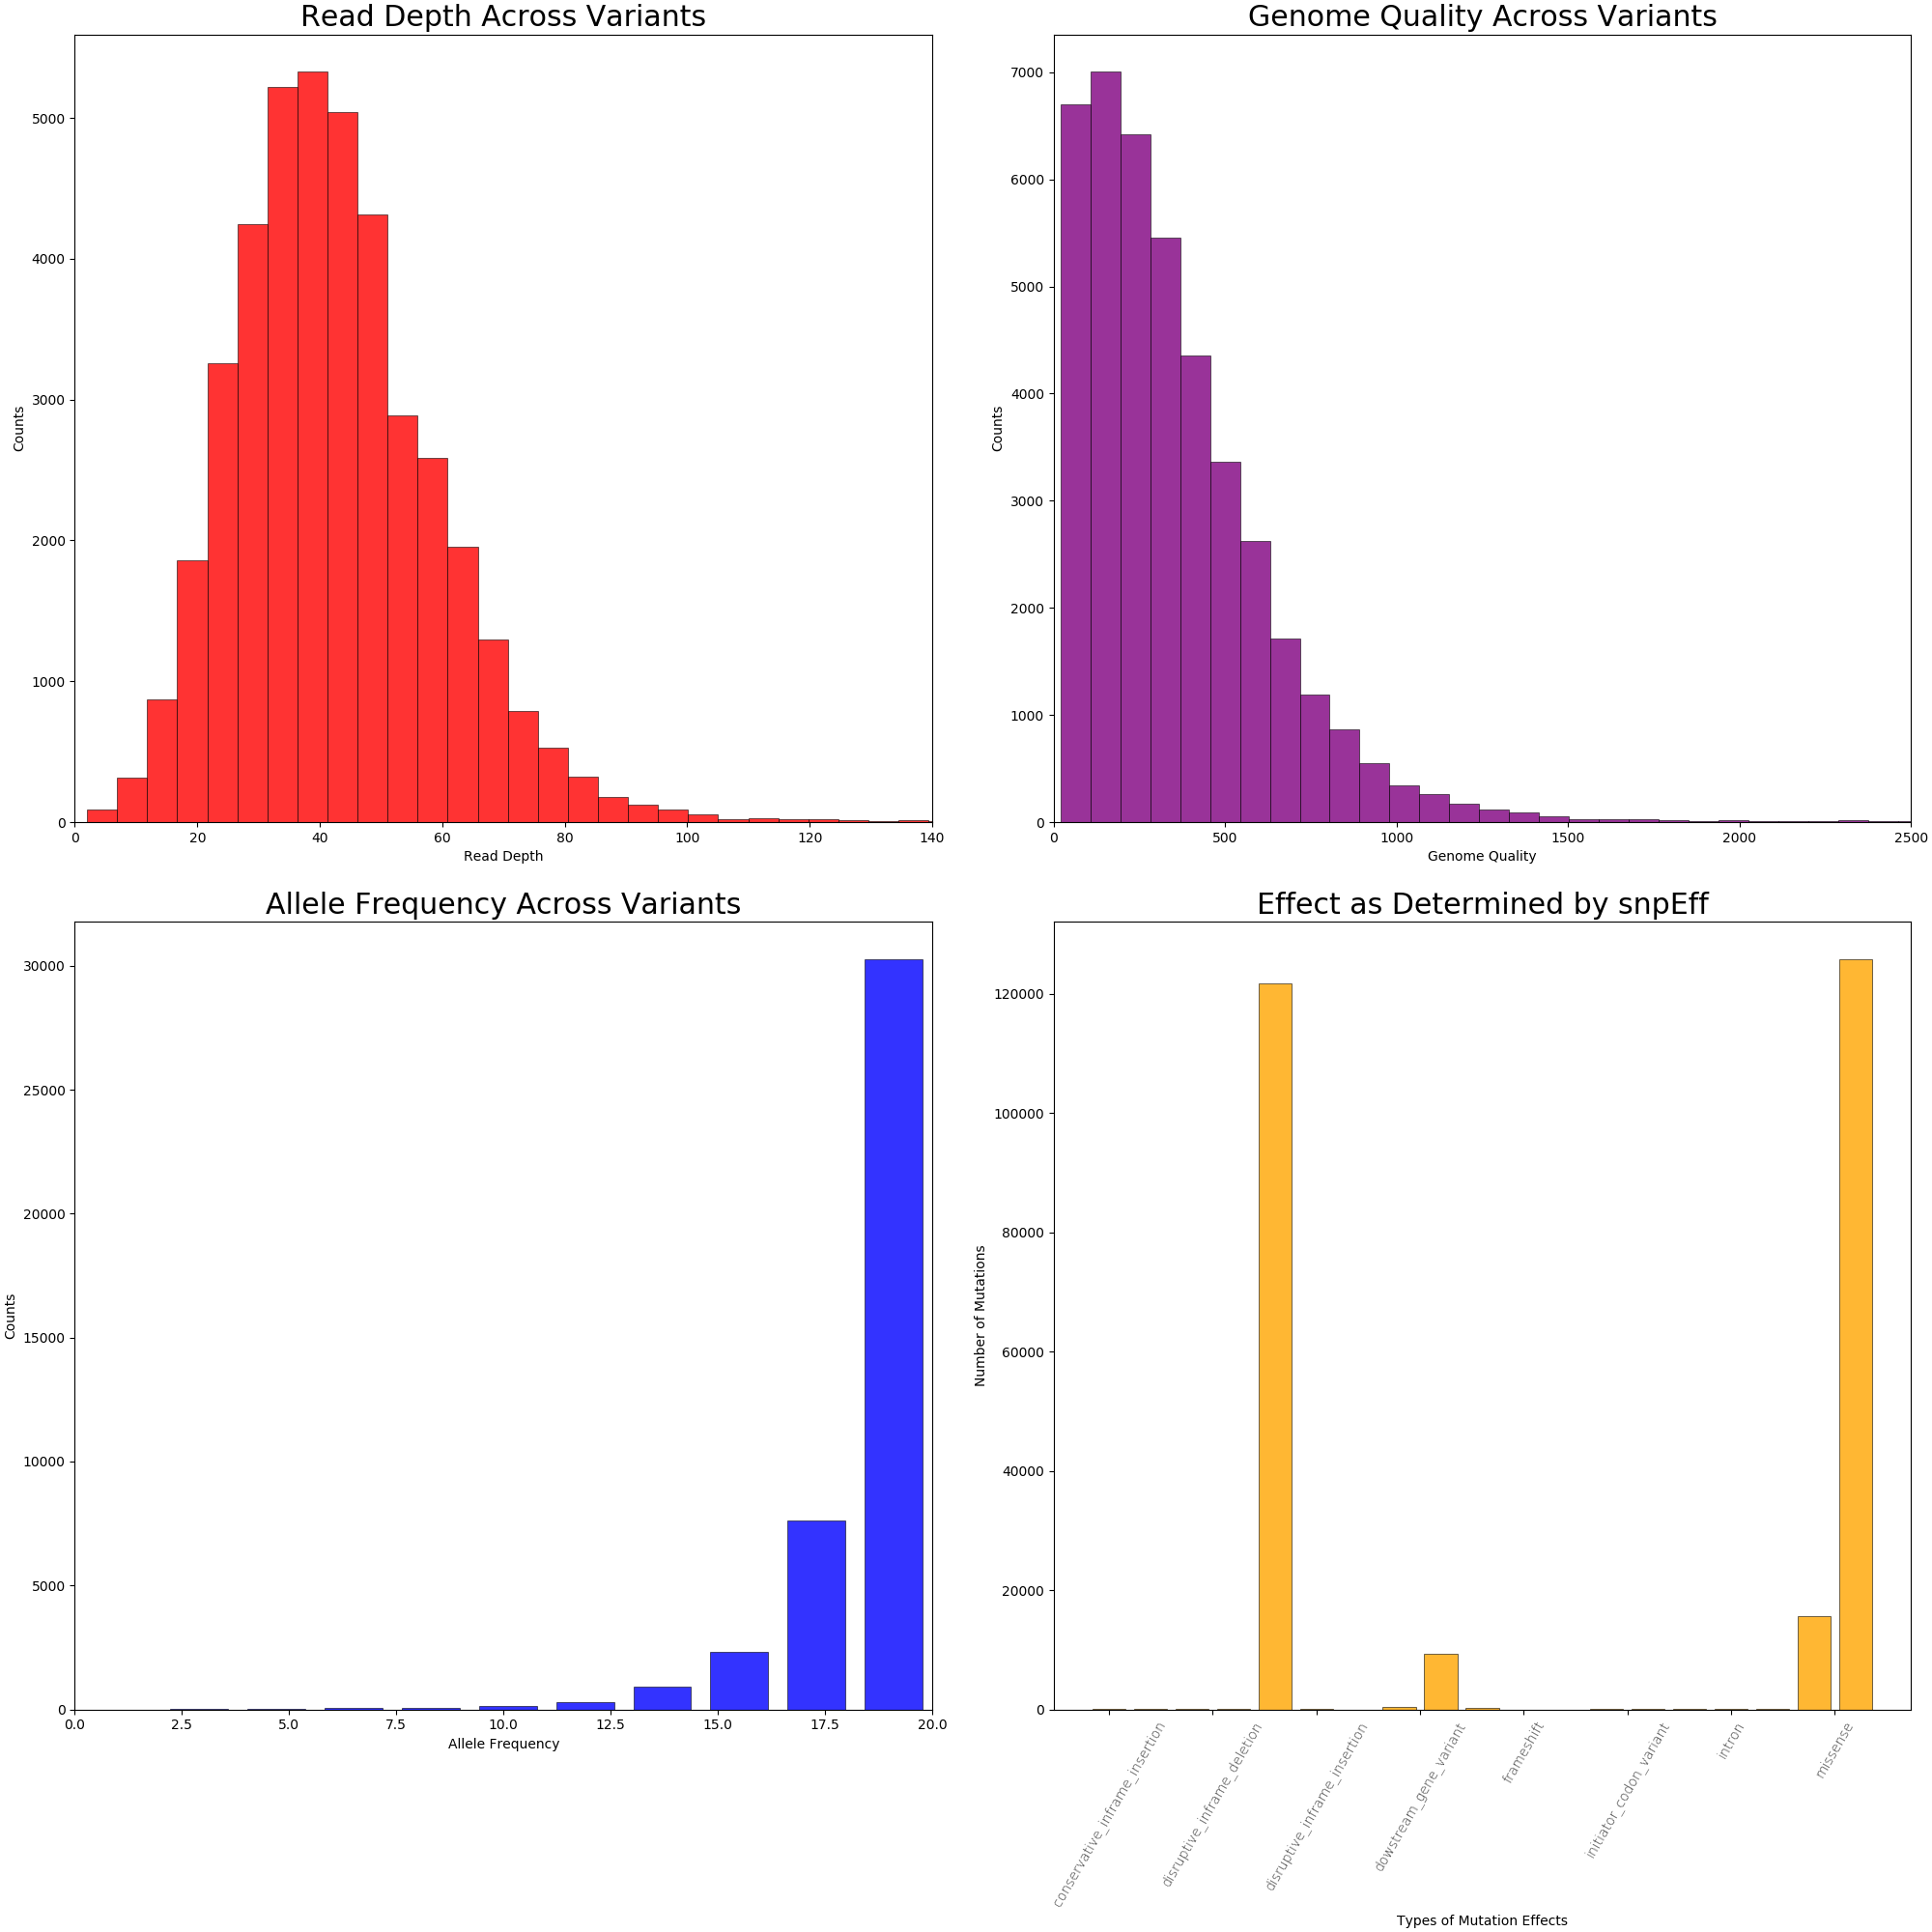 Read Depth Across Variants
5000
4000
3000
2000
1000
0
Counts
0 20 40 60 80 100 120 140
Read Depth
Genome Quality Across Variants
7000
6000
5000
4000
3000
2000
1000
0
Counts
0 500 1000 1500 2000 2500
Genome Quality
Allele Frequency Across Variants
30000
25000
20000
15000
10000
5000
0
Counts
0.0 2.5 5.0 7.5 10.0 12.5 15.0 17.5 20.0
Allele Frequency
Effect as Determined by snpEff
120000
100000
80000
60000
40000
20000
0
Number of Mutations
conservative_inframe_insertion
disruptive_inframe_deletion
disruptive_inframe_insertion
dowstream_gene_variant
frameshift
initiator_codon_variant
intron
missense
Types of Mutation Effects